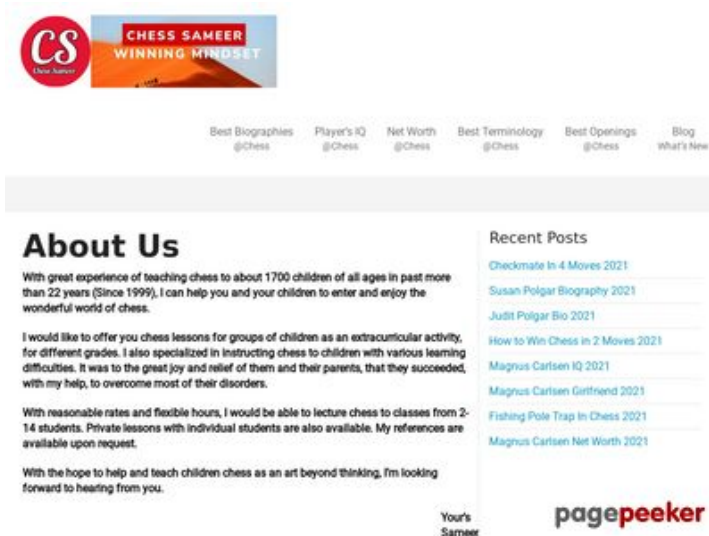 CS
Chess Sameer
CHESS SAMEER
WINNING MINDSET
Best Biographies
@Chess
Player's IQ
@Chess
Net Worth
@Chess
Best Terminology
@Chess
Best Openings
@Chess
Blog
What's New
About Us
With great experience of teaching chess to about 1700 children of all ages in past more
than 22 years (Since 1999), I can help you and your children to enter and enjoy the
wonderful world of chess.
I would like to offer you chess lessons for groups of children as an extracurricular activity,
for different grades. I also specialized in instructing chess to children with various learning
difficulties. It was to the great joy and relief of them and their parents, that they succeeded,
with my help, to overcome most of their disorders.
With reasonable rates and flexible hours, I would be able to lecture chess to classes from 2-
14 students. Private lessons with individual students are also available. My references are
available upon request.
With the hope to help and teach children chess as an art beyond thinking, I'm looking
forward to hearing from you.
Your's
Sameer
Recent Posts
Checkmate In 4 Moves 2021
Susan Polgar Biography 2021
Judit Polgar Bio 2021
How to Win Chess in 2 Moves 2021
Magnus Carlsen IQ 2021
Magnus Carlsen Girlfriend 2021
Fishing Pole Trap In Chess 2021
Magnus Carlsen Net Worth 2021
pagepeeker